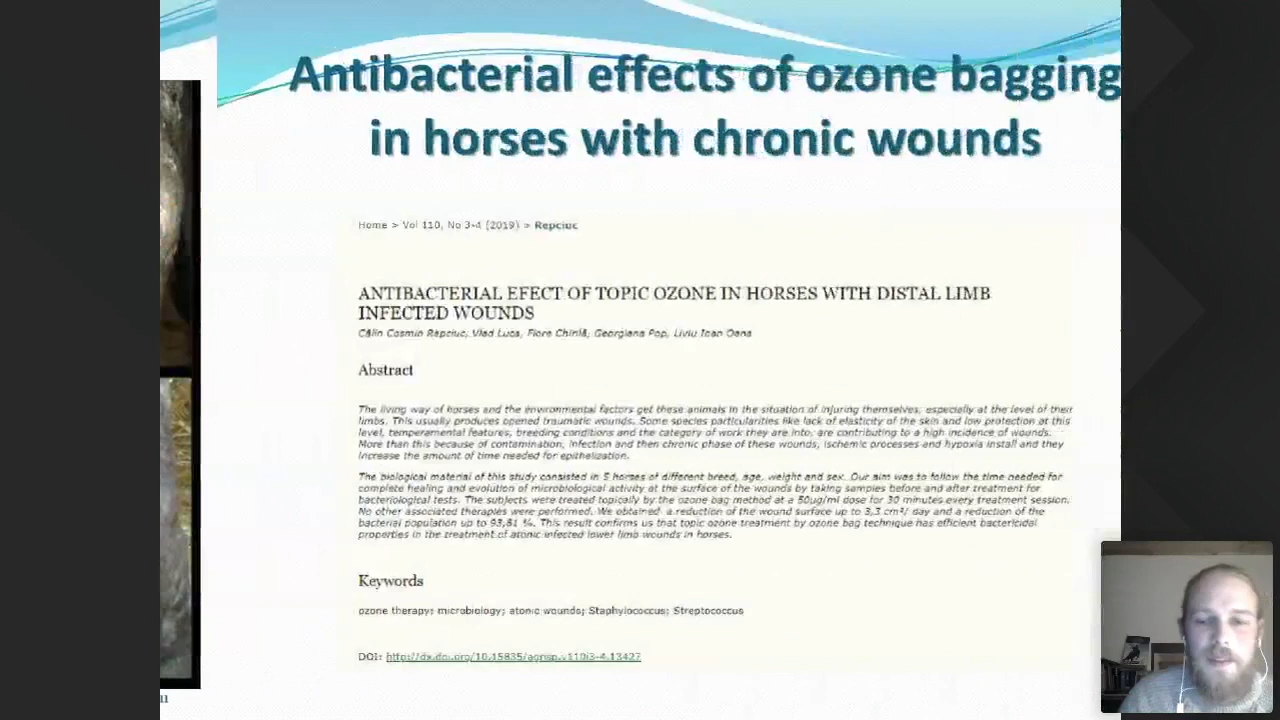 Antibacterial effects of ozone bagging
in horses with chronic wounds
Home > Vol 110, No 3-4 (2019) > Repciuc
ANTIBACTERIAL EFECT OF TOPIC OZONE IN HORSES WITH DISTAL LIMB
INFECTED WOUNDS
Călin Cosmin Repciuc, Vlad Luca, Flore Chirilă, Georgiana Pop, Liviu Ioan Oana
Abstract
The living way of horses and the environmental factors get these animals in the situation of injuring themselves, especially at the level of their
limbs. This usually produces opened traumatic wounds. Some species particularities like lack of elasticity of the skin and low protection at this
level, temperamental features, breeding conditions and the category of work they are into, are contributing to a high incidence of wounds.
More than this because of contamination, infection and then chronic phase of these wounds, ischemic processes and hypoxia install and they
increase the amount of time needed for epithelization.
The biological material of this study consisted in 5 horses of different breed, age, weight and sex. Our aim was to follow the time needed for
complete healing and evolution of microbiological activity at the surface of the wounds by taking samples before and after treatment for
bacteriological tests. The subjects were treated topically by the ozone bag method at a 50µg/ml dose for 30 minutes every treatment session.
No other associated therapies were performed. We obtained a reduction of the wound surface up to 3,3 cm²/ day and a reduction of the
bacterial population up to 93,81 %. This result confirms us that topic ozone treatment by ozone bag technique has efficient bactericidal
properties in the treatment of atonic infected lower limb wounds in horses.
Keywords
ozone therapy; microbiology; atonic wounds; Staphylococcus; Streptococcus
DOI: http://dx.doi.org/10.15835/agrisp.v110i3-4.13427